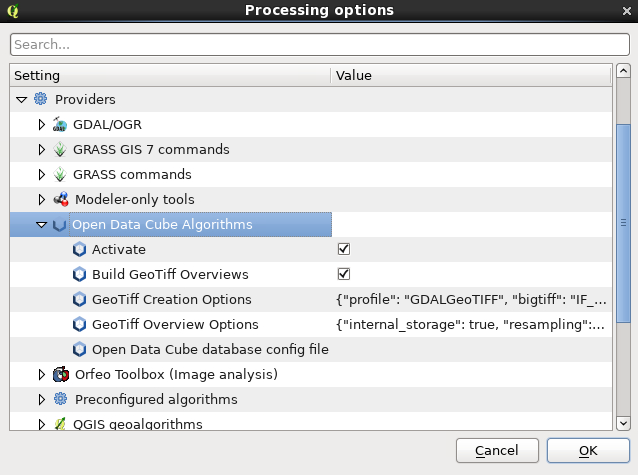 Processing options
Search...
Setting Value
Providers
GDAL/OGR
GRASS GIS 7 commands
GRASS commands
Modeler-only tools
Open Data Cube Algorithms
Activate
Build GeoTiff Overviews
GeoTiff Creation Options {"profile": "GDALGeoTIFF", "bigtiff": "IF_...
GeoTiff Overview Options {"internal_storage": true, "resampling":...
Open Data Cube database config file
Orfeo Toolbox (Image analysis)
Preconfigured algorithms
QGIS geoalgorithms
Cancel OK